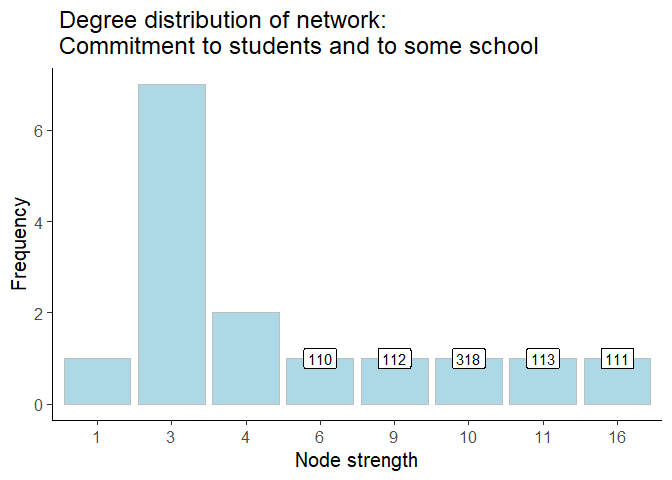 Degree distribution of network:
Commitment to students and to some school
Frequency
6
4
2
0
110 112 318 113 111
1 3 4 6 9 10 11 16
Node strength